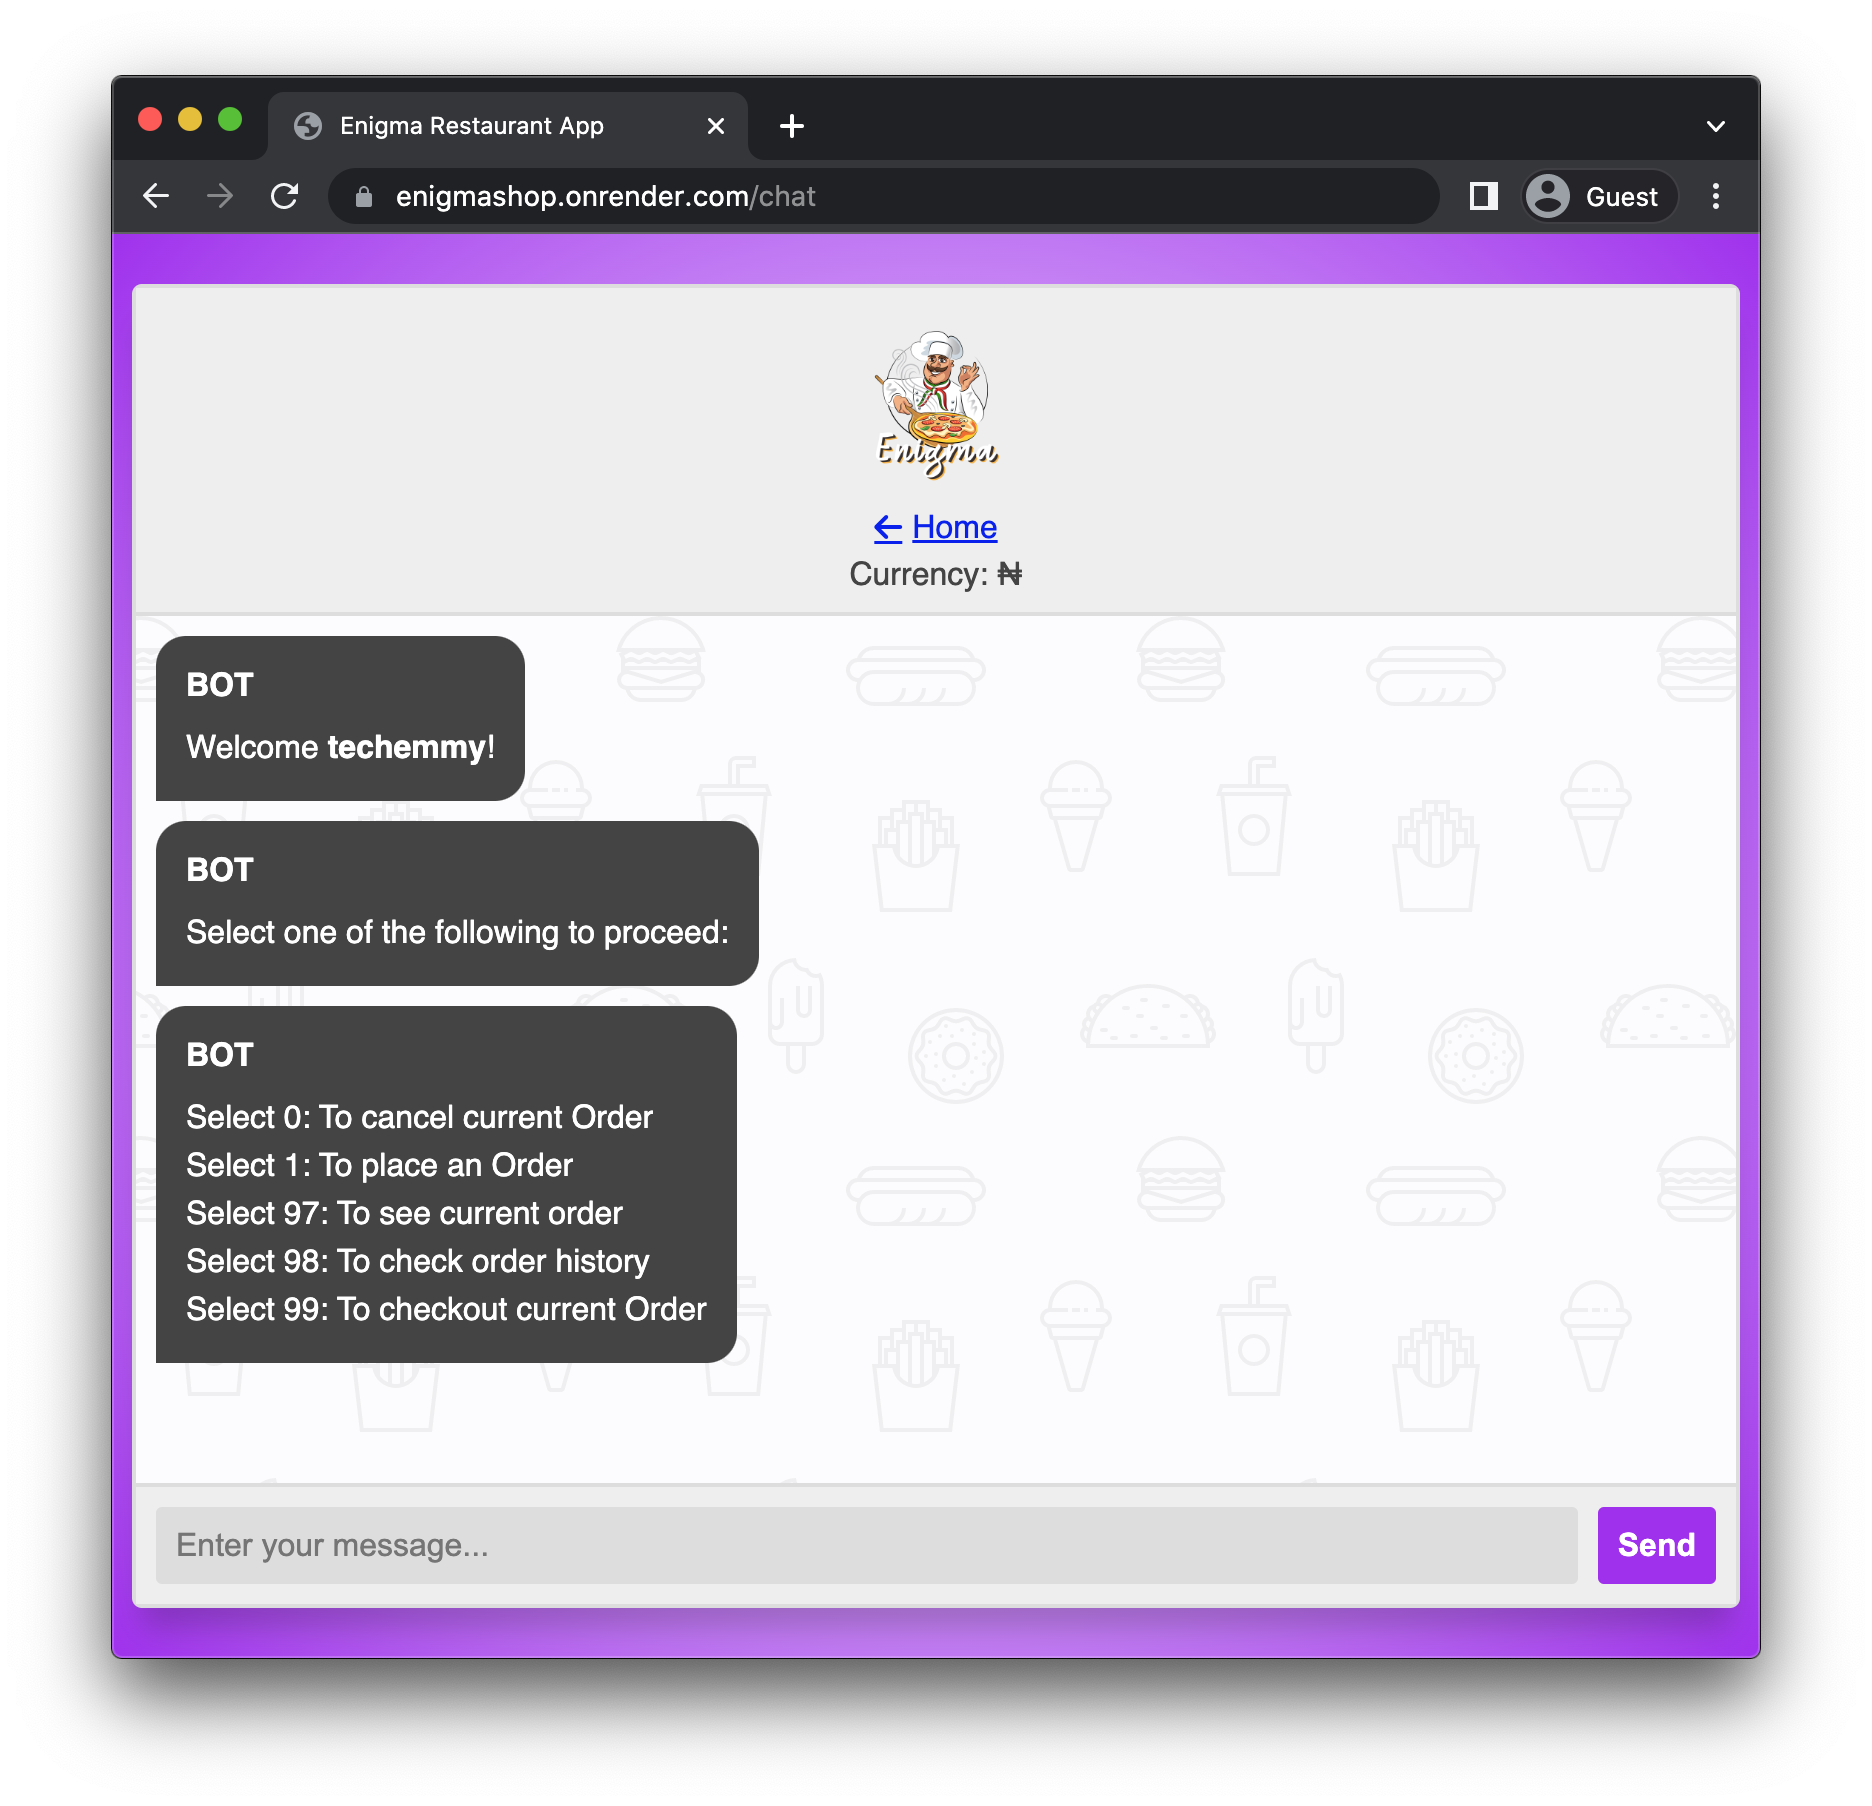 Enigma Restaurant App
enigmashop.onrender.com/chat
Guest
Enigma
← Home
Currency: ₦
BOT
Welcome techemmy!
BOT
Select one of the following to proceed:
BOT
Select 0: To cancel current Order
Select 1: To place an Order
Select 97: To see current order
Select 98: To check order history
Select 99: To checkout current Order
Enter your message...
Send